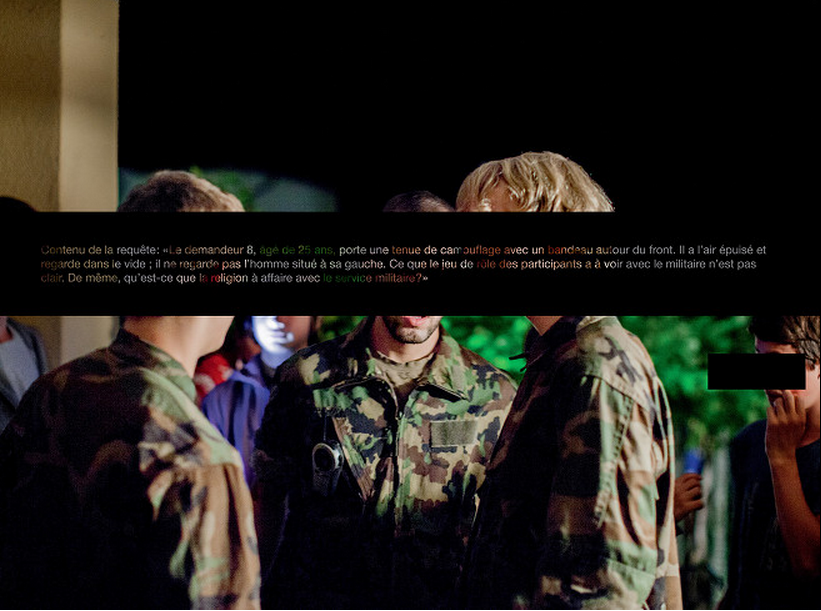 Contenu de la requête: «Le demandeur 8, âgé de 25 ans, porte une tenue de camouflage avec un bandeau autour du front. Il a l'air épuisé et
regarde dans le vide ; il ne regarde pas l'homme situé à sa gauche. Ce que le jeu de rôle des participants a à voir avec le militaire n'est pas
clair. De même, qu'est-ce que la religion à affaire avec le service militaire?»